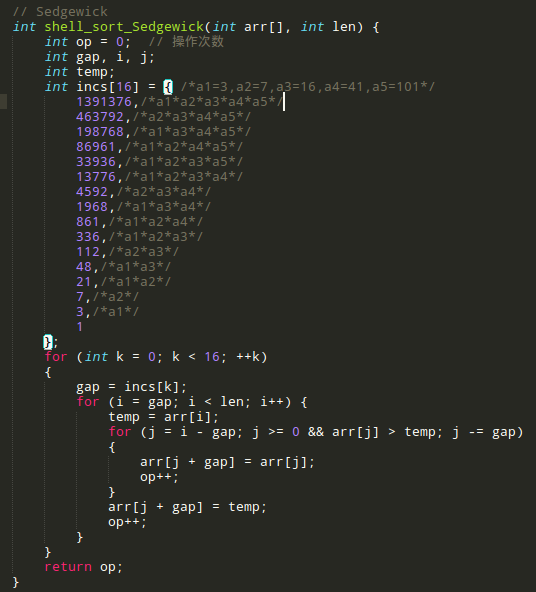 // Sedgewick
int shell_sort_Sedgewick(int arr[], int len) {
    int op = 0;  // 操作次数
    int gap, i, j;
    int temp;
    int incs[16] = { /*a1=3,a2=7,a3=16,a4=41,a5=101*/
        1391376,/*a1*a2*a3*a4*a5*/
        463792,/*a2*a3*a4*a5*/
        198768,/*a1*a3*a4*a5*/
        86961,/*a1*a2*a4*a5*/
        33936,/*a1*a2*a3*a5*/
        13776,/*a1*a2*a3*a4*/
        4592,/*a2*a3*a4*/
        1968,/*a1*a3*a4*/
        861,/*a1*a2*a4*/
        336,/*a1*a2*a3*/
        112,/*a2*a3*/
        48,/*a1*a3*/
        21,/*a1*a2*/
        7,/*a2*/
        3,/*a1*/
        1
    };
    for (int k = 0; k < 16; ++k)
    {
        gap = incs[k];
        for (i = gap; i < len; i++) {
            temp = arr[i];
            for (j = i - gap; j >= 0 && arr[j] > temp; j -= gap)
            {
                arr[j + gap] = arr[j];
                op++;
            }
            arr[j + gap] = temp;
            op++;
        }
    }
    return op;
}